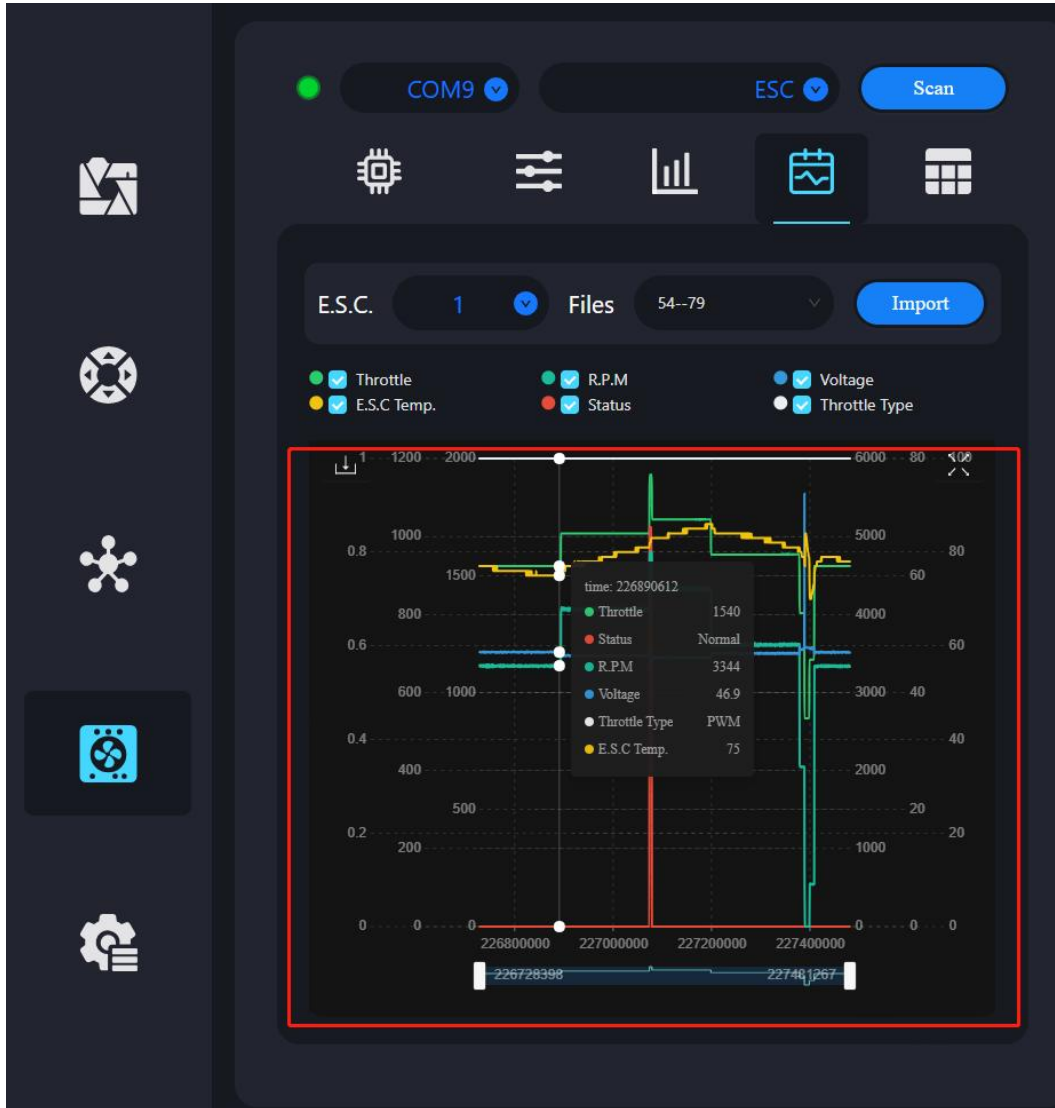 COM9 ESC Scan
E.S.C. 1 Files 54--79 Import
Throttle R.P.M Voltage
E.S.C Temp. Status Throttle Type
1 1200 2000 6000 80 100
1000 5000
0.8 80
1500 60
800 4000
0.6 60
600 1000 3000 40
0.4 40
400 2000
500 20
0.2 20
200 1000
0 0 0 0 0 0
time: 226890612
Throttle 1540
Status Normal
R.P.M 3344
Voltage 46.9
Throttle Type PWM
E.S.C Temp. 75
226800000 227000000 227200000 227400000
226728398 227481267